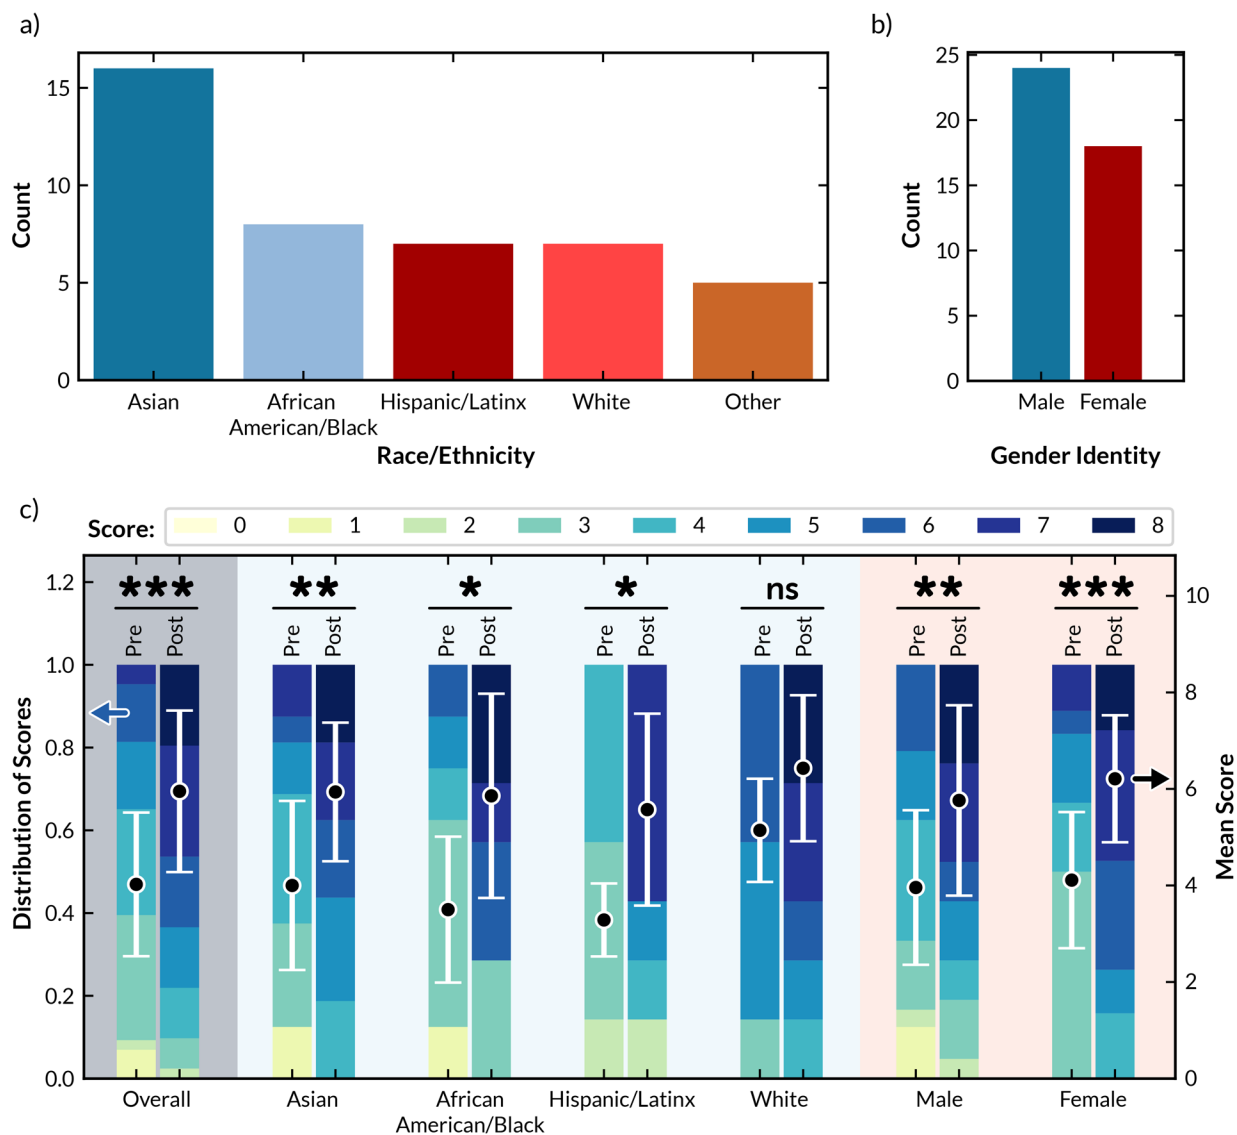 a)
15
10
5
0
Count
Asian
African
American/Black
Hispanic/Latinx
White
Other
Race/Ethnicity
b)
25
20
15
10
5
0
Count
Male
Female
Gender Identity
c)
Score: 0 1 2 3 4 5 6 7 8
1.2
1.0
0.8
0.6
0.4
0.2
0.0
Distribution of Scores
*** ** * * ns ** ***
Pre Post Pre Post Pre Post Pre Post Pre Post Pre Post Pre Post
10
8
6
4
2
0
Mean Score
Overall
Asian
African
American/Black
Hispanic/Latinx
White
Male
Female